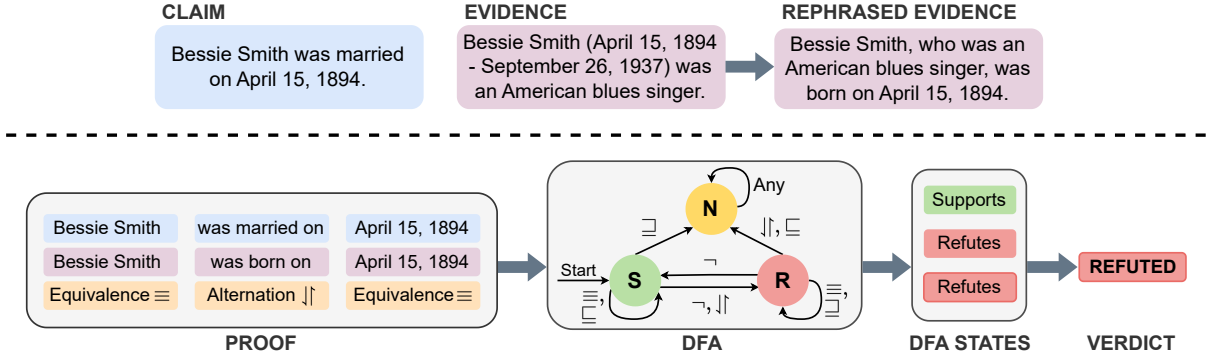 CLAIM
EVIDENCE
REPHRASED EVIDENCE
Bessie Smith was married
on April 15, 1894.
Bessie Smith (April 15, 1894
- September 26, 1937) was
an American blues singer.
Bessie Smith, who was an
American blues singer, was
born on April 15, 1894.
Bessie Smith
was married on
April 15, 1894
Bessie Smith
was born on
April 15, 1894
Equivalence ≡
Alternation ⥯
Equivalence ≡
PROOF
N
Any
⊒
⥯, ⊑
Start
S
¬
R
¬, ⥯
≡,
⊑
≡,
⊒
DFA
Supports
Refutes
Refutes
DFA STATES
REFUTED
VERDICT